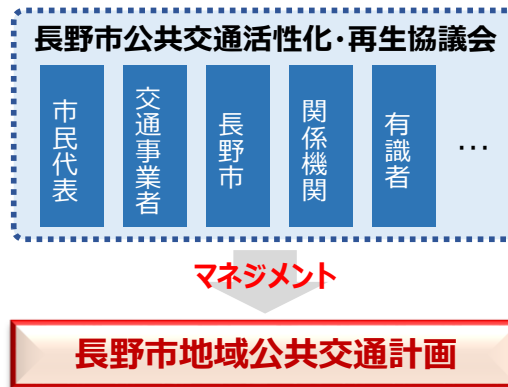 長野市公共交通活性化・再生協議会
市民代表
交通事業者
長野市
関係機関
有識者
…
マネジメント
長野市地域公共交通計画